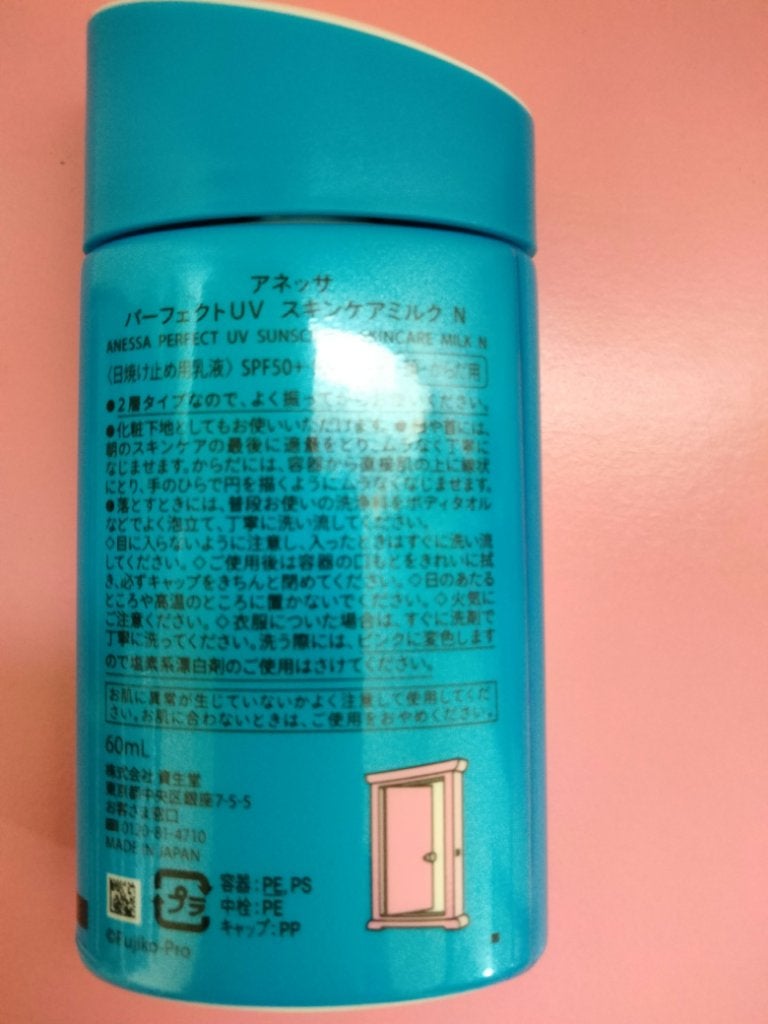 アネッサ
パーフェクトUV スキンケアミルク N
ANESSA PERFECT UV SKINCARE MILK N
〈日焼け止め用乳液〉 SPF50+ からだ用
●2層タイプなので、よく振って ください。
●化粧下地としてもお使いいただけます。 や首には、
朝のスキンケアの最後に適量をとり、ムラなく丁寧に
なじませます。からだには、容器から直接肌の上に線状
にとり、手のひらで円を描くようにムラなくなじませます。
●落とすときには、普段お使いの洗浄料をボディタオル
などでよく泡立て、丁寧に洗い流してください。
◇目に入らないように注意し、入ったときはすぐに洗い流
してください。◇ご使用後は容器の口もとをきれいに拭
き、必ずキャップをきちんと閉めてください。◇日のあたる
ところや高温のところに置かないでください。◇火気に
ご注意ください。◇衣服についた場合は、すぐに洗剤で
丁寧に洗ってください。洗う際には、ピンクに変色します
ので塩素系漂白剤のご使用はさけてください。
お肌に異常が生じていないかよく注意して使用してくだ
さい。お肌に合わないときは、ご使用をおやめください。
60mL
株式会社 資生堂
東京都中央区銀座7-5-5
お客さま窓口
0120-81-4710
MADE IN JAPAN
プラ
容器：PE, PS
中栓：PE
キャップ：PP
©Fujiko-Pro